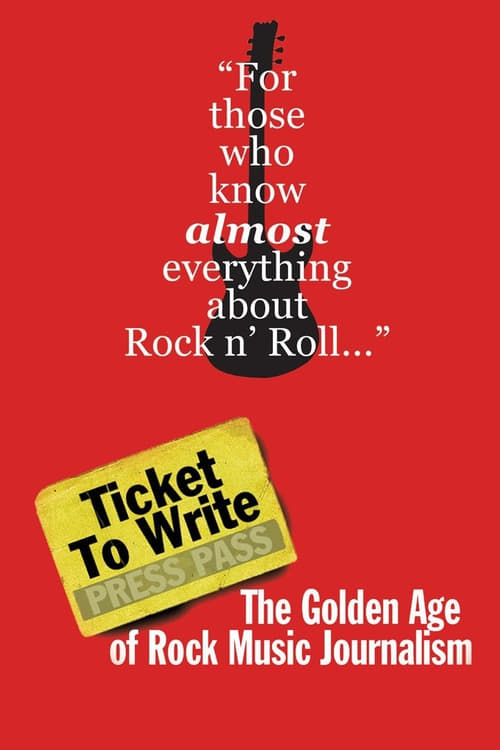 “For
those
who
know
almost
everything
about
Rock n’ Roll...”
Ticket
To Write
PRESS PASS
The Golden Age
of Rock Music Journalism